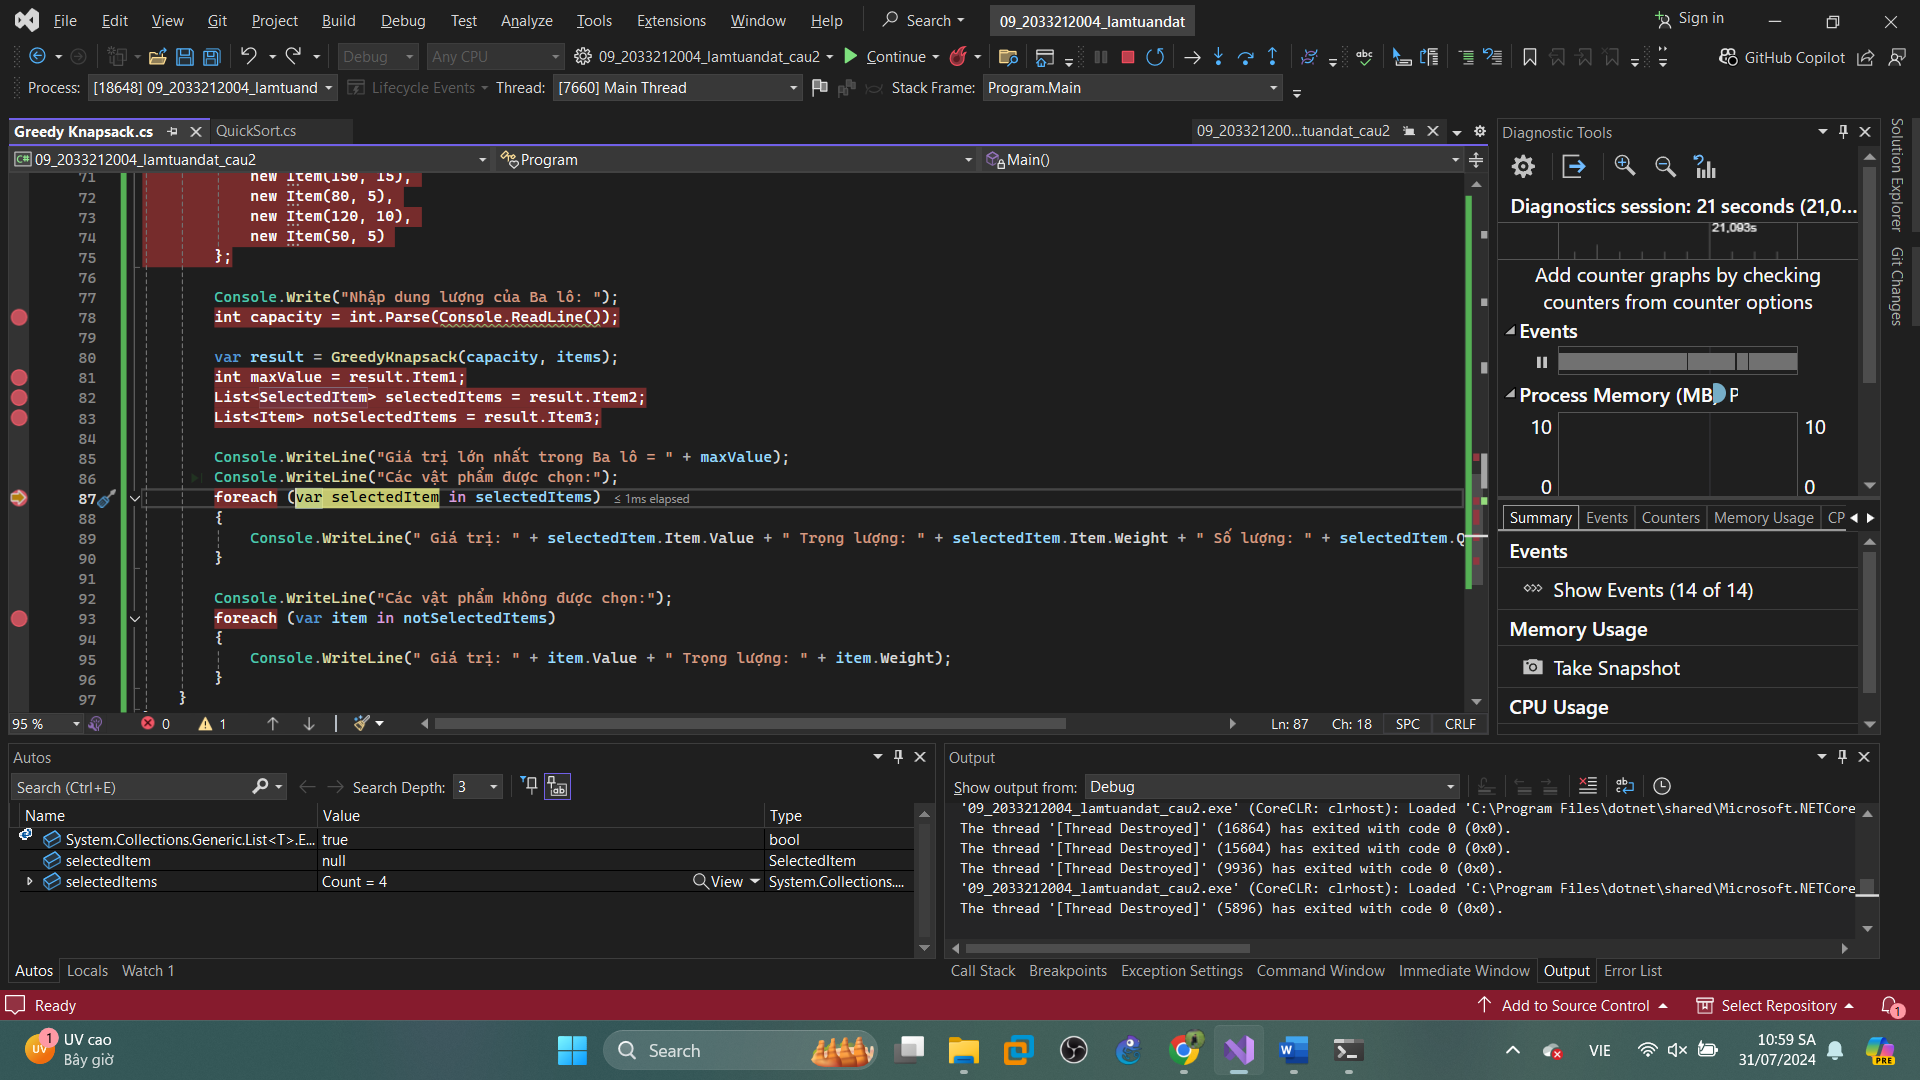 File Edit View Git Project Build Debug Test Analyze Tools Extensions Window Help Search 09_2033212004_lamtuandat Sign in
Debug Any CPU 09_2033212004_lamtuandat_cau2 Continue GitHub Copilot
Process: [18648] 09_2033212004_lamtuand Lifecycle Events Thread: [7660] Main Thread Stack Frame: Program.Main
Greedy Knapsack.cs QuickSort.cs 09_203321200...tuandat_cau2
09_2033212004_lamtuandat_cau2 Program Main()
71 new Item(150, 15),
72 new Item(80, 5),
73 new Item(120, 10),
74 new Item(50, 5)
75 };
76
77 Console.Write("Nhập dung lượng của Ba lô: ");
78 int capacity = int.Parse(Console.ReadLine());
79
80 var result = GreedyKnapsack(capacity, items);
81 int maxValue = result.Item1;
82 List<SelectedItem> selectedItems = result.Item2;
83 List<Item> notSelectedItems = result.Item3;
84
85 Console.WriteLine("Giá trị lớn nhất trong Ba lô = " + maxValue);
86 Console.WriteLine("Các vật phẩm được chọn:");
87 foreach (var selectedItem in selectedItems) ≤ 1ms elapsed
88 {
89 Console.WriteLine(" Giá trị: " + selectedItem.Item.Value + " Trọng lượng: " + selectedItem.Item.Weight + " Số lượng: " + selectedItem.Q
90 }
91
92 Console.WriteLine("Các vật phẩm không được chọn:");
93 foreach (var item in notSelectedItems)
94 {
95 Console.WriteLine(" Giá trị: " + item.Value + " Trọng lượng: " + item.Weight);
96 }
97 }
95 % 0 1 Ln: 87 Ch: 18 SPC CRLF
Diagnostic Tools
Diagnostics session: 21 seconds (21,0...
21,093s
Add counter graphs by checking
counters from counter options
Events
Process Memory (MB) P
10 10
0 0
Summary Events Counters Memory Usage CP
Events
Show Events (14 of 14)
Memory Usage
Take Snapshot
CPU Usage
Solution Explorer
Git Changes
Autos
Search (Ctrl+E) Search Depth: 3
Name Value Type
System.Collections.Generic.List<T>.E... true bool
selectedItem null SelectedItem
selectedItems Count = 4 View System.Collections....
Autos Locals Watch 1
Output
Show output from: Debug
'09_2033212004_lamtuandat_cau2.exe' (CoreCLR: clrhost): Loaded 'C:\Program Files\dotnet\shared\Microsoft.NETCore
The thread '[Thread Destroyed]' (16864) has exited with code 0 (0x0).
The thread '[Thread Destroyed]' (15604) has exited with code 0 (0x0).
The thread '[Thread Destroyed]' (9936) has exited with code 0 (0x0).
'09_2033212004_lamtuandat_cau2.exe' (CoreCLR: clrhost): Loaded 'C:\Program Files\dotnet\shared\Microsoft.NETCore
The thread '[Thread Destroyed]' (5896) has exited with code 0 (0x0).
Call Stack Breakpoints Exception Settings Command Window Immediate Window Output Error List
Ready Add to Source Control Select Repository 1
UV 1 UV cao
Bây giờ
Search
VIE
10:59 SA
31/07/2024
PRE